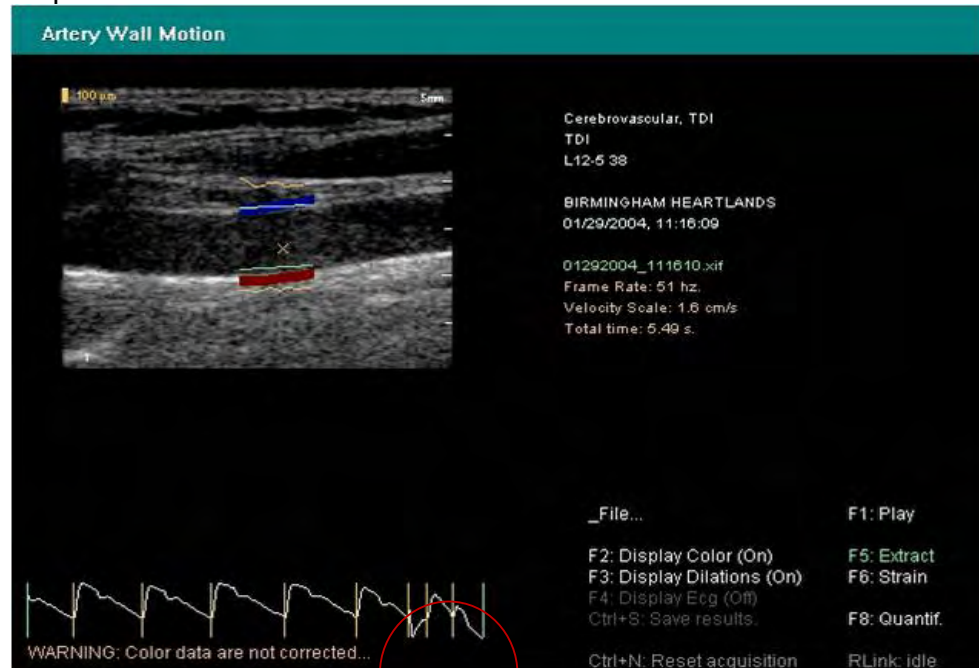 Artery Wall Motion
100 µm
5mm
Cerebrovascular, TDI
TDI
L12-5 38
BIRMINGHAM HEARTLANDS
01/29/2004, 11:16:09
01292004_111610.xif
Frame Rate: 51 hz.
Velocity Scale: 1.6 cm/s
Total time: 5.49 s.
T
_File...
F1: Play
F2: Display Color (On)
F5: Extract
F3: Display Dilations (On)
F6: Strain
F4: Display Ecg (Off)
Ctrl+S: Save results.
F8: Quantif.
WARNING: Color data are not corrected...
Ctrl+N: Reset acquisition
RLink: idle